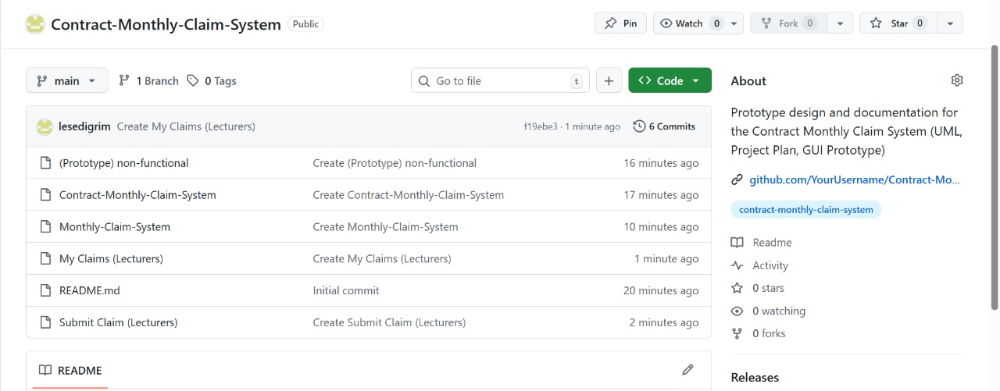 Contract-Monthly-Claim-System Public
Pin Watch 0 Fork 0 Star 0
main 1 Branch 0 Tags Go to file t Code
lesedigrim Create My Claims (Lecturers) f19ebe3 · 1 minute ago 6 Commits
(Prototype) non-functional Create (Prototype) non-functional 16 minutes ago
Contract-Monthly-Claim-System Create Contract-Monthly-Claim-System 17 minutes ago
Monthly-Claim-System Create Monthly-Claim-System 10 minutes ago
My Claims (Lecturers) Create My Claims (Lecturers) 1 minute ago
README.md Initial commit 20 minutes ago
Submit Claim (Lecturers) Create Submit Claim (Lecturers) 2 minutes ago
README
About
Prototype design and documentation for
the Contract Monthly Claim System (UML,
Project Plan, GUI Prototype)
github.com/YourUsername/Contract-Mo...
contract-monthly-claim-system
Readme
Activity
0 stars
0 watching
0 forks
Releases